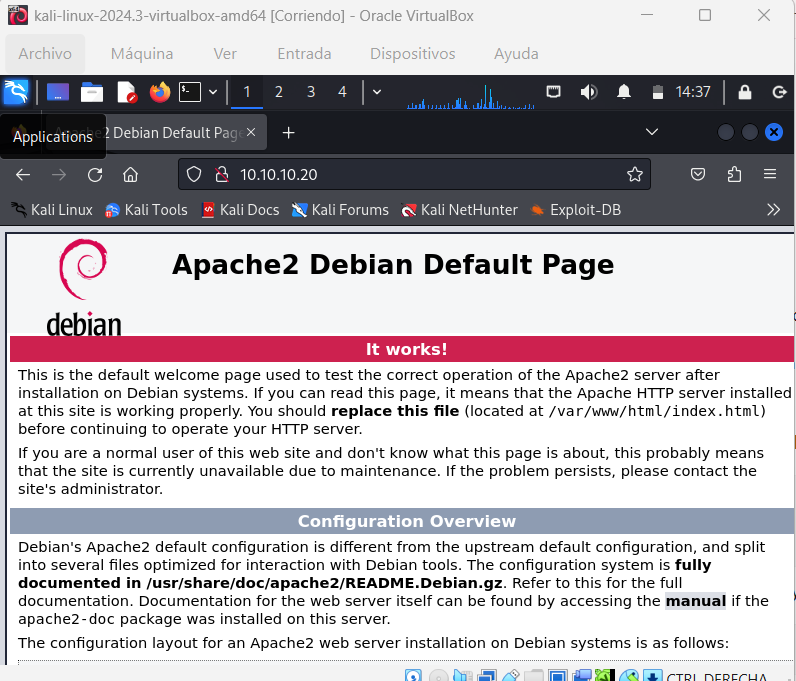 kali-linux-2024.3-virtualbox-amd64 [Corriendo] - Oracle VirtualBox
Archivo Máquina Ver Entrada Dispositivos Ayuda
1 2 3 4 14:37
Applications
2 Debian Default Page
10.10.10.20
Kali Linux Kali Tools Kali Docs Kali Forums Kali NetHunter Exploit-DB
debian
Apache2 Debian Default Page
It works!
This is the default welcome page used to test the correct operation of the Apache2 server after
installation on Debian systems. If you can read this page, it means that the Apache HTTP server installed
at this site is working properly. You should replace this file (located at /var/www/html/index.html)
before continuing to operate your HTTP server.
If you are a normal user of this web site and don't know what this page is about, this probably means
that the site is currently unavailable due to maintenance. If the problem persists, please contact the
site's administrator.
Configuration Overview
Debian's Apache2 default configuration is different from the upstream default configuration, and split
into several files optimized for interaction with Debian tools. The configuration system is fully
documented in /usr/share/doc/apache2/README.Debian.gz. Refer to this for the full
documentation. Documentation for the web server itself can be found by accessing the manual if the
apache2-doc package was installed on this server.
The configuration layout for an Apache2 web server installation on Debian systems is as follows:
CTRL DERECHA